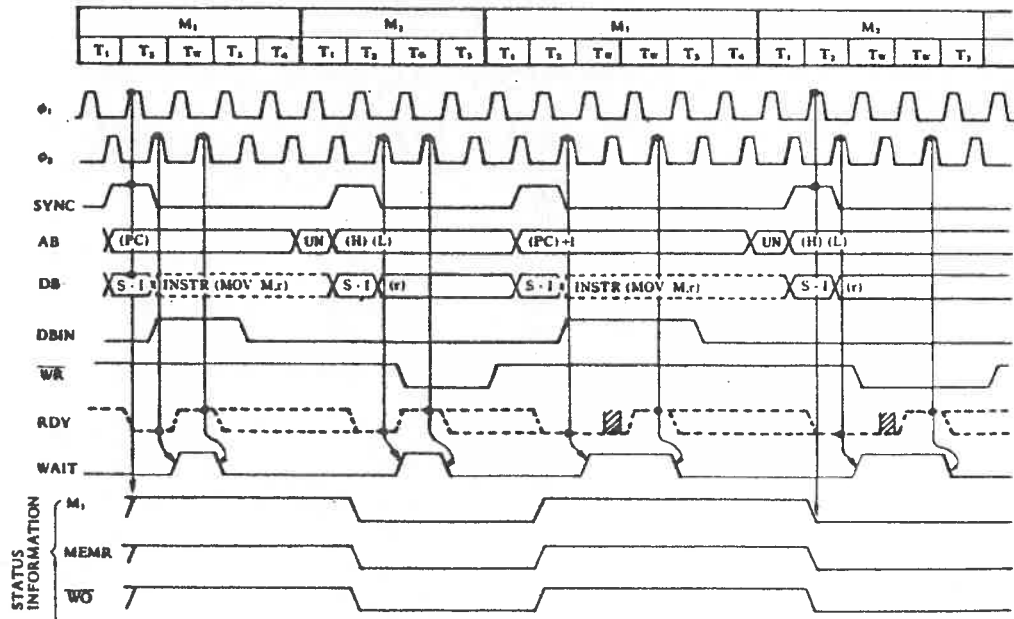 M₁ M₂ M₁ M₂
T₁ T₂ Tw T₃ T₄ T₁ T₂ Tw T₃ T₁ T₂ Tw Tw T₃ T₄ T₁ T₂ Tw Tw T₃
ϕ₁
ϕ₂
SYNC
AB (PC) UN (H) (L) (PC)+1 UN (H) (L)
DB S-I INSTR (MOV M,r) S-I (r) S-I INSTR (MOV M,r) S-I (r)
DBIN
W̅R̅
RDY
WAIT
STATUS INFORMATION
M₁
MEMR
W̅O̅